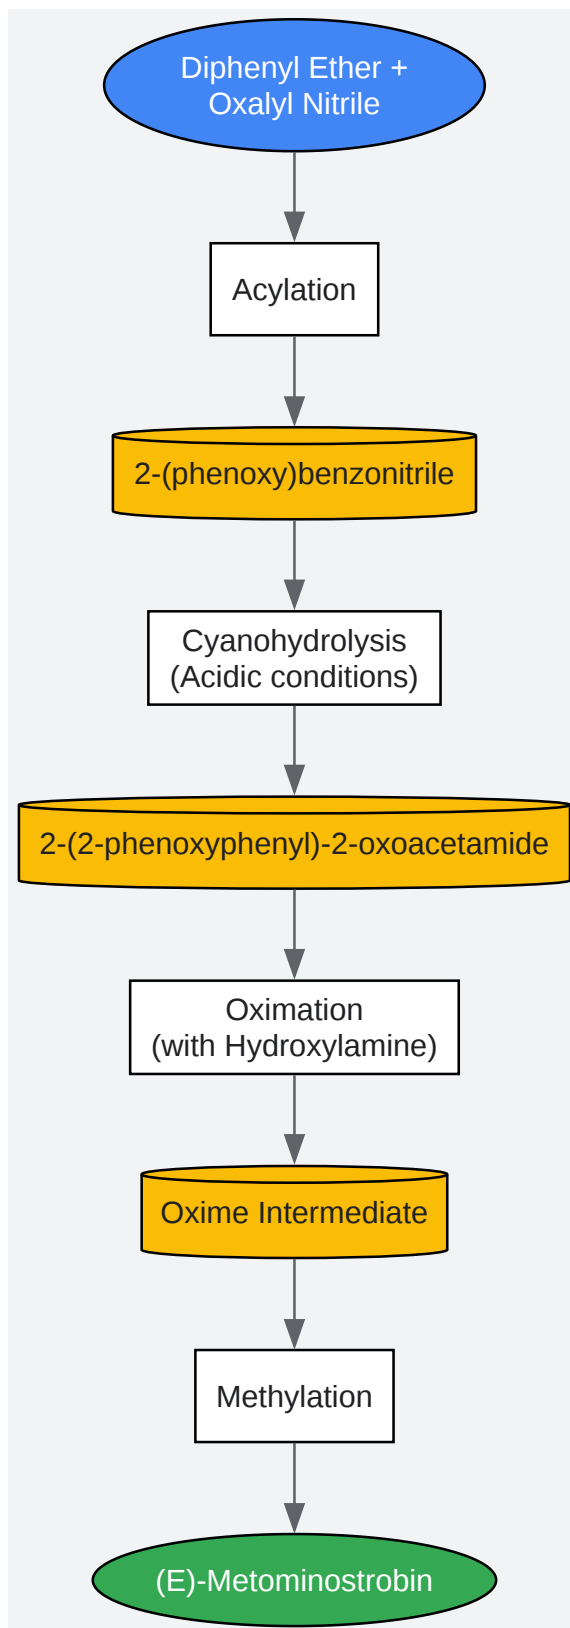 Diphenyl Ether +
Oxalyl Nitrile
Acylation
2-(phenoxy)benzonitrile
Cyanohydrolysis
(Acidic conditions)
2-(2-phenoxyphenyl)-2-oxoacetamide
Oximation
(with Hydroxylamine)
Oxime Intermediate
Methylation
(E)-Metominostrobin